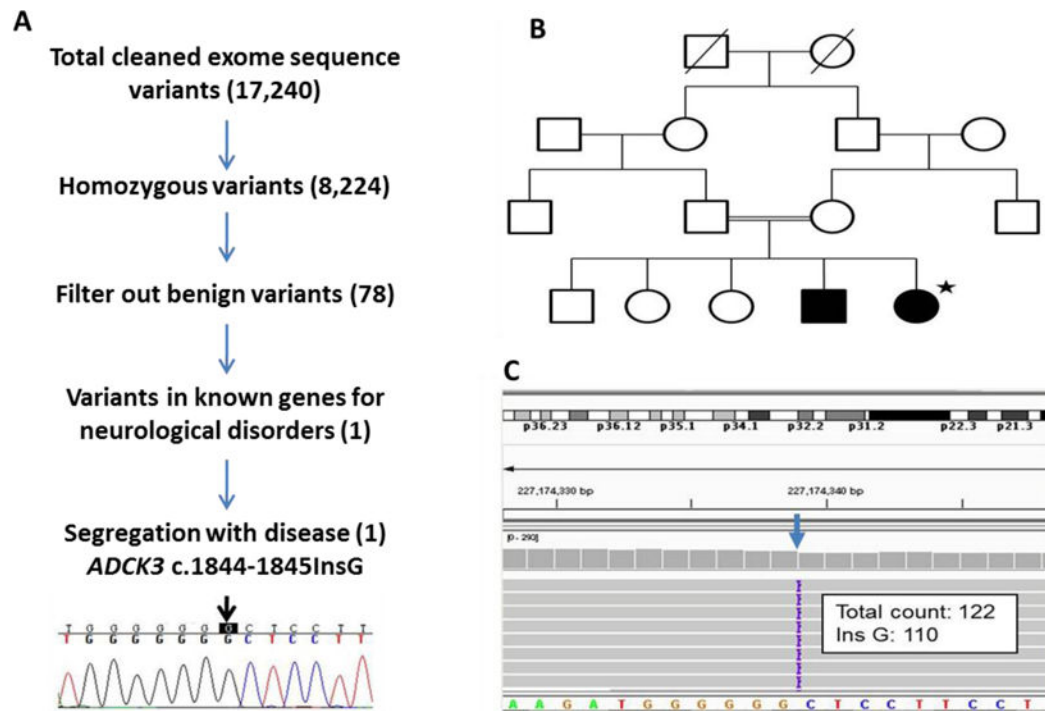 A
Total cleaned exome sequence
variants (17,240)
Homozygous variants (8,224)
Filter out benign variants (78)
Variants in known genes for
neurological disorders (1)
Segregation with disease (1)
ADCK3 c.1844-1845InsG
T G G G G G G G C T C C T T
T G G G G G G G C T C C T T
B
C
p36.23 p36.12 p35.1 p34.1 p32.2 p31.2 p22.3 p21.3
227,174,330 bp 227,174,340 bp
Total count: 122
Ins G: 110
A A G A T G G G G G G C T C C T T C C T